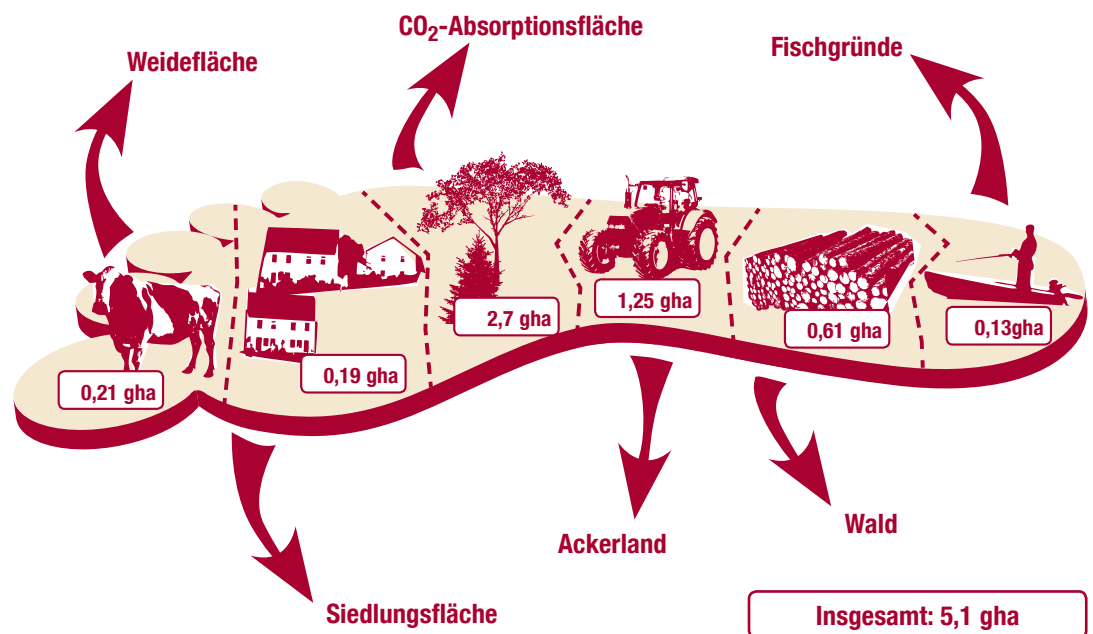 CO₂-Absorptionsfläche
Weidefläche
Fischgründe
0,21 gha
0,19 gha
2,7 gha
1,25 gha
0,61 gha
0,13gha
Ackerland
Wald
Siedlungsfläche
Insgesamt: 5,1 gha